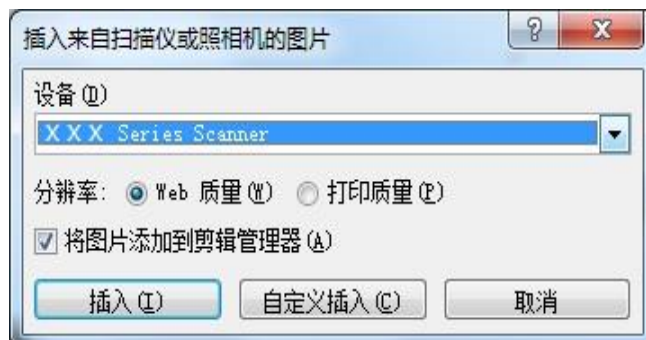 插入来自扫描仪或照相机的图片
设备(D)
XXX Series Scanner
分辨率: Web 质量(W) 打印质量(P)
将图片添加到剪辑管理器(A)
插入(I) 自定义插入(C) 取消